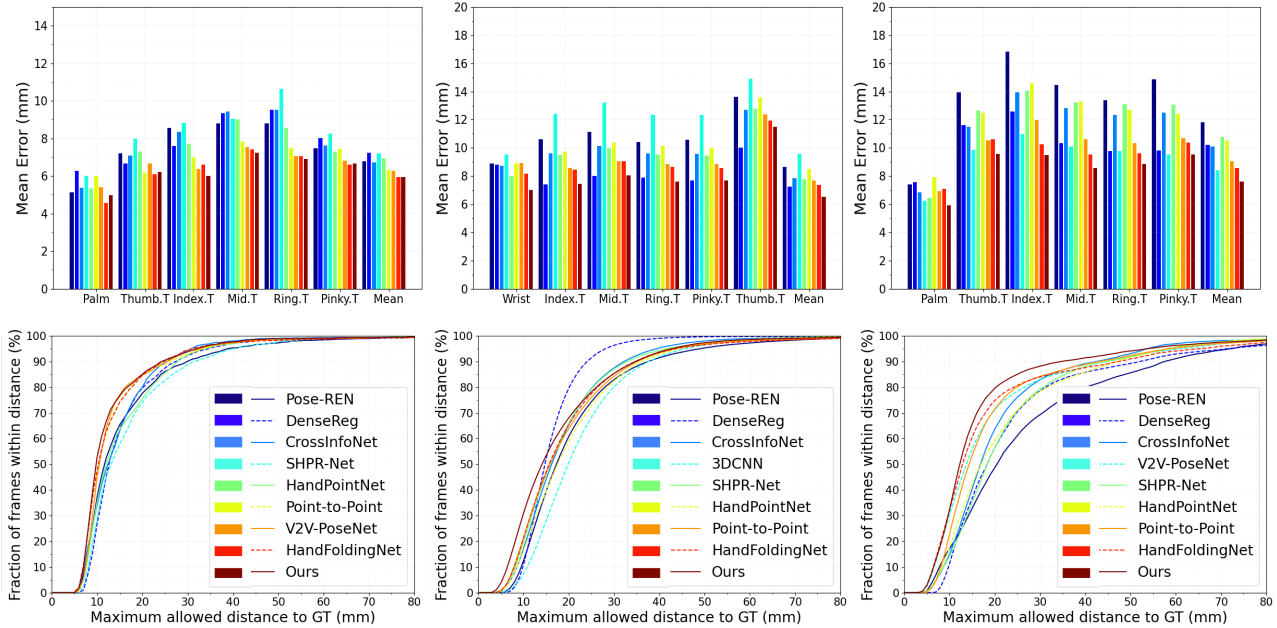 14
12
10
8
6
4
2
0
Mean Error (mm)
Palm Thumb.T Index.T Mid.T Ring.T Pinky.T Mean
20
18
16
14
12
10
8
6
4
2
0
Mean Error (mm)
Wrist Index.T Mid.T Ring.T Pinky.T Thumb.T Mean
20
18
16
14
12
10
8
6
4
2
0
Mean Error (mm)
Palm Thumb.T Index.T Mid.T Ring.T Pinky.T Mean
100
90
80
70
60
50
40
30
20
10
0
Fraction of frames within distance (%)
Pose-REN
DenseReg
CrossInfoNet
SHPR-Net
HandPointNet
Point-to-Point
V2V-PoseNet
HandFoldingNet
Ours
0 10 20 30 40 50 60 70 80
Maximum allowed distance to GT (mm)
100
90
80
70
60
50
40
30
20
10
0
Fraction of frames within distance (%)
Pose-REN
DenseReg
CrossInfoNet
3DCNN
SHPR-Net
HandPointNet
Point-to-Point
HandFoldingNet
Ours
0 10 20 30 40 50 60 70 80
Maximum allowed distance to GT (mm)
100
90
80
70
60
50
40
30
20
10
0
Fraction of frames within distance (%)
Pose-REN
DenseReg
CrossInfoNet
V2V-PoseNet
SHPR-Net
HandPointNet
Point-to-Point
HandFoldingNet
Ours
0 10 20 30 40 50 60 70 80
Maximum allowed distance to GT (mm)